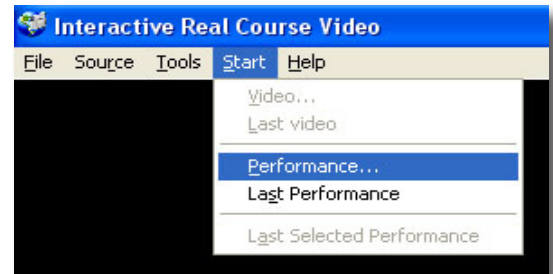 Interactive Real Course Video
File Source Tools Start Help
Video...
Last video
Performance...
Last Performance
Last Selected Performance